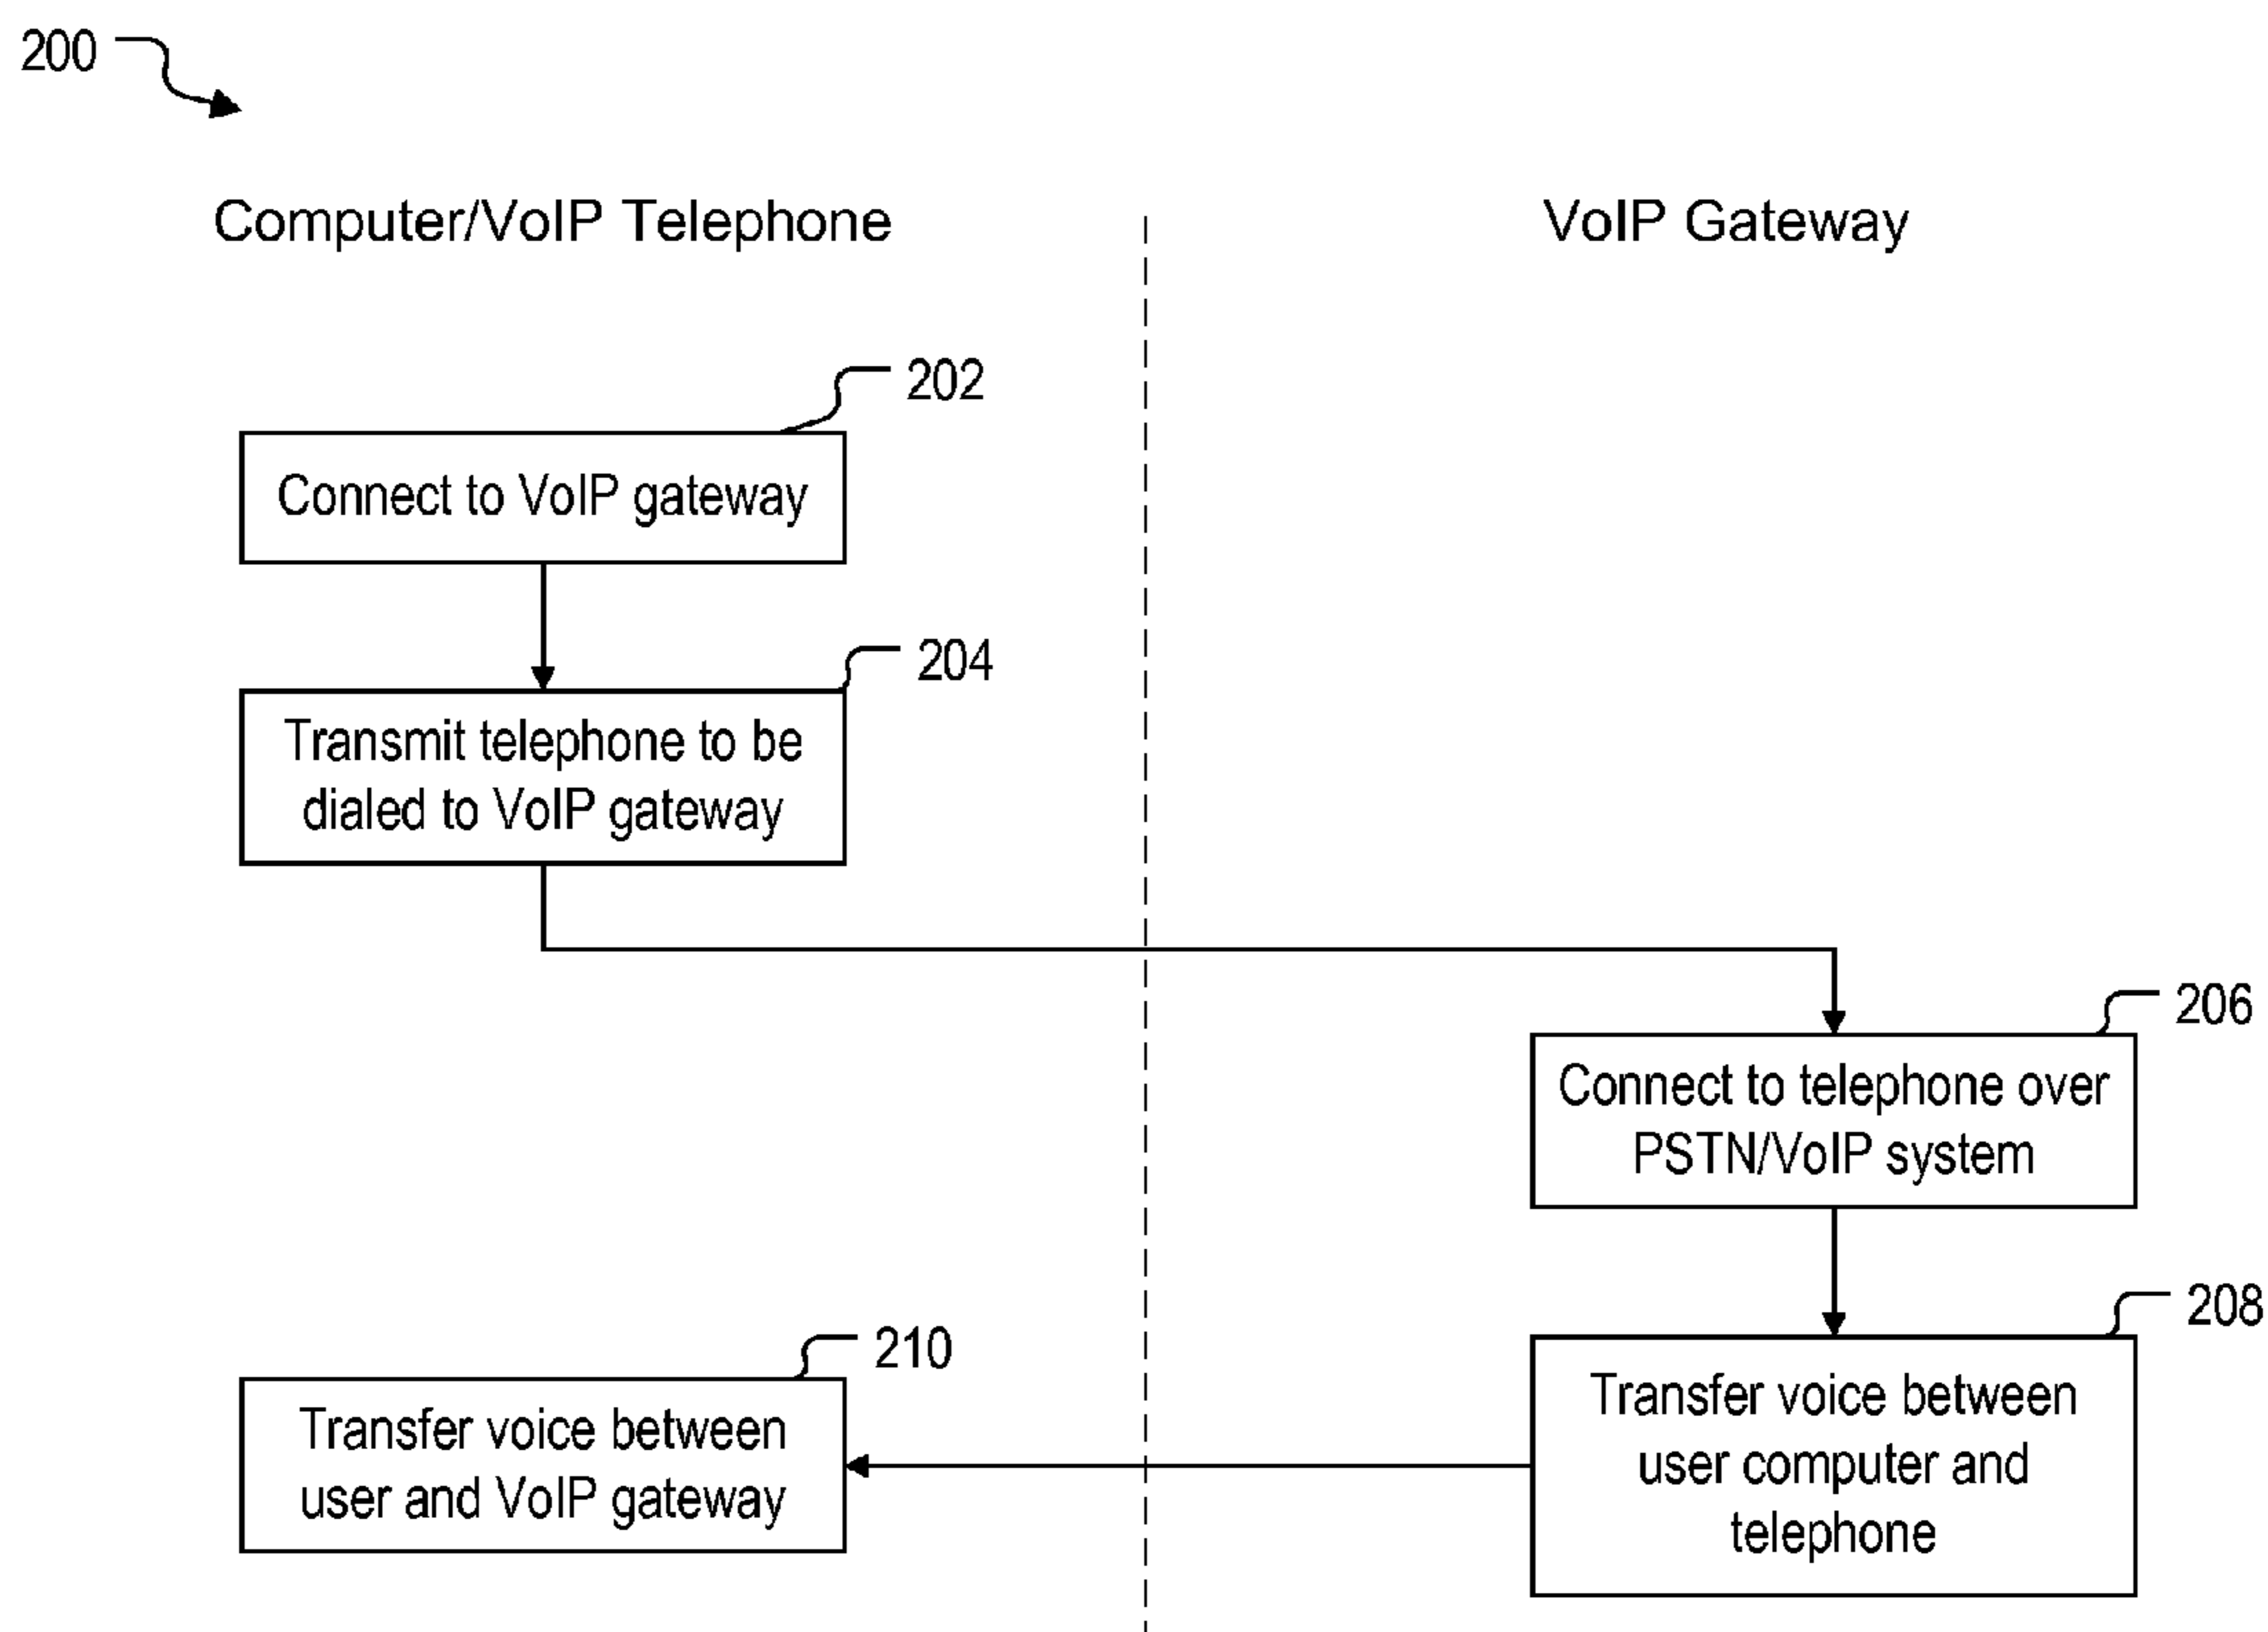 200
Computer/VoIP Telephone
VoIP Gateway
202
Connect to VoIP gateway
204
Transmit telephone to be
dialed to VoIP gateway
206
Connect to telephone over
PSTN/VoIP system
208
Transfer voice between
user computer and
telephone
210
Transfer voice between
user and VoIP gateway